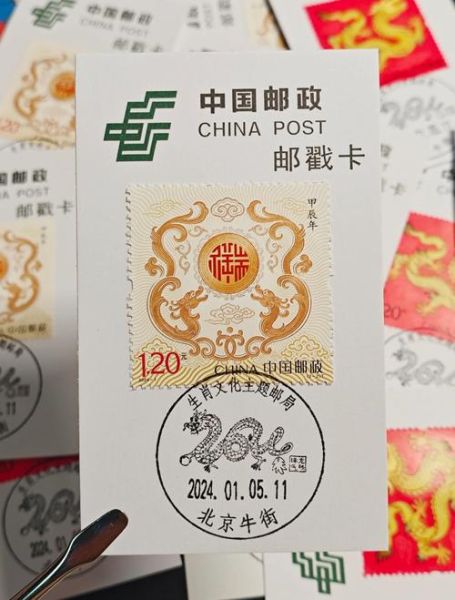 中国邮政
CHINA POST
邮戳卡
甲辰年
1.20元
CHINA 中国邮政
生肖文化主题邮局
2024.01.05.11
北京牛街